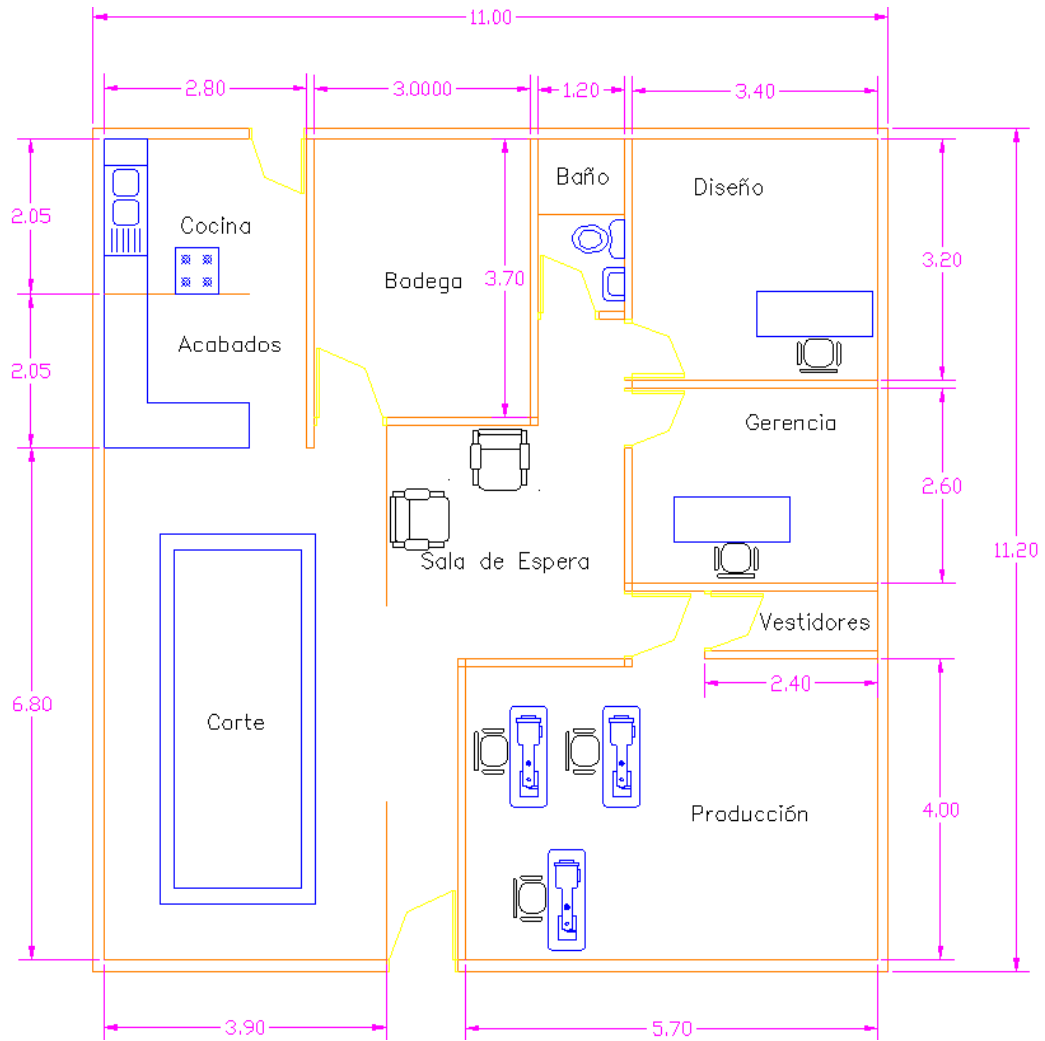 11.00
2.80
3.0000
1.20
3.40
Baño
Diseño
2.05
Cocina
3.20
Bodega
3.70
Acabados
2.05
Gerencia
2.60
11.20
Sala de Espera
Vestidores
2.40
6.80
Corte
Producción
4.00
3.90
5.70